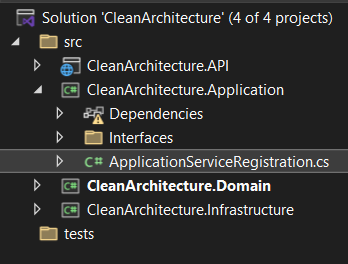 Solution 'CleanArchitecture' (4 of 4 projects)
src
CleanArchitecture.API
CleanArchitecture.Application
Dependencies
Interfaces
ApplicationServiceRegistration.cs
CleanArchitecture.Domain
CleanArchitecture.Infrastructure
tests